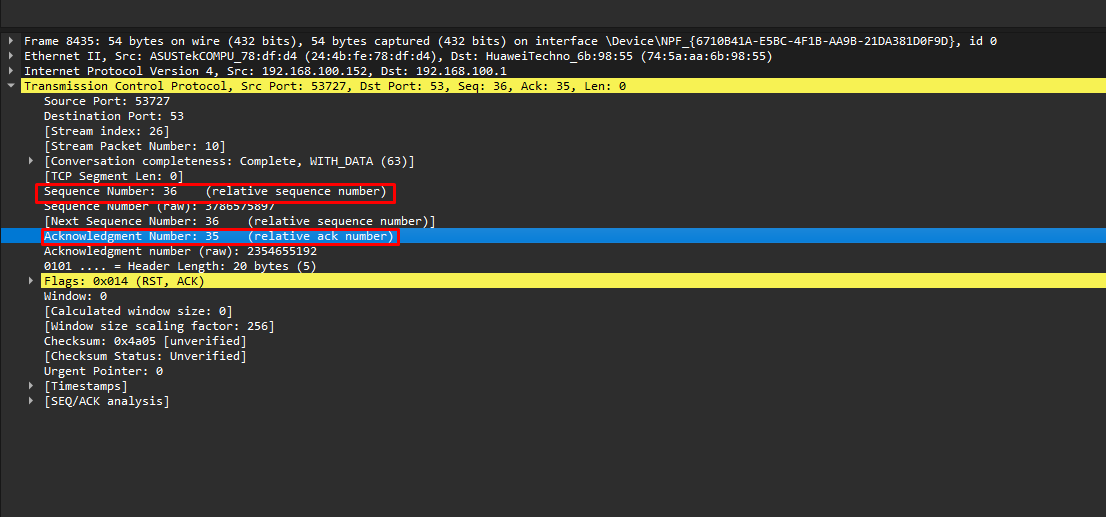 Frame 8435: 54 bytes on wire (432 bits), 54 bytes captured (432 bits) on interface \Device\NPF_{6710B41A-E5BC-4F1B-AA9B-21DA381D0F9D}, id 0
Ethernet II, Src: ASUSTekCOMPU_78:df:d4 (24:4b:fe:78:df:d4), Dst: HuaweiTechno_6b:98:55 (74:5a:aa:6b:98:55)
Internet Protocol Version 4, Src: 192.168.100.152, Dst: 192.168.100.1
Transmission Control Protocol, Src Port: 53727, Dst Port: 53, Seq: 36, Ack: 35, Len: 0
Source Port: 53727
Destination Port: 53
[Stream index: 26]
[Stream Packet Number: 10]
[Conversation completeness: Complete, WITH_DATA (63)]
[TCP Segment Len: 0]
Sequence Number: 36    (relative sequence number)
Sequence Number (raw): 3786575897
[Next Sequence Number: 36    (relative sequence number)]
Acknowledgment Number: 35    (relative ack number)
Acknowledgment number (raw): 2354655192
0101 .... = Header Length: 20 bytes (5)
Flags: 0x014 (RST, ACK)
Window: 0
[Calculated window size: 0]
[Window size scaling factor: 256]
Checksum: 0x4a05 [unverified]
[Checksum Status: Unverified]
Urgent Pointer: 0
[Timestamps]
[SEQ/ACK analysis]